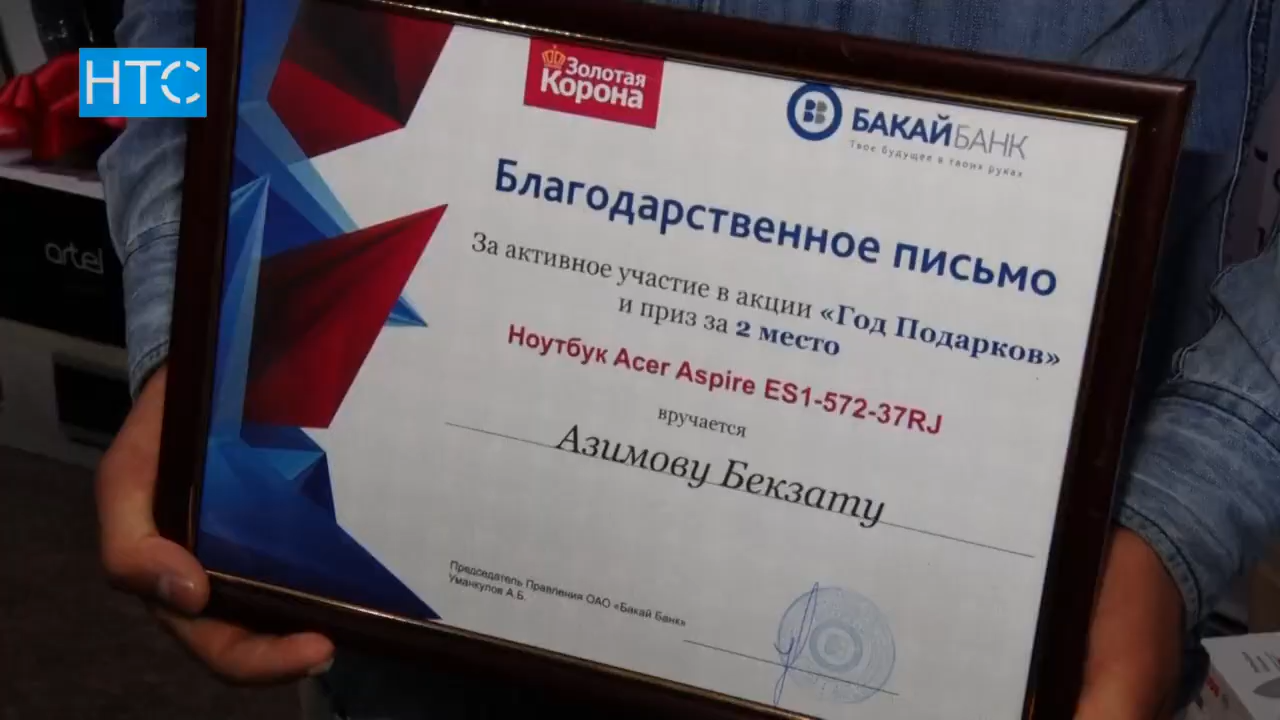 НТС
artel
Золотая
Корона
БАКАЙБАНК
Твое будущее в твоих руках
Благодарственное письмо
За активное участие в акции «Год Подарков»
и приз за 2 место
Ноутбук Acer Aspire ES1-572-37RJ
вручается
Азимову Бекзату
Председатель Правления ОАО «Бакай Банк»
Уманкулов А.Б.